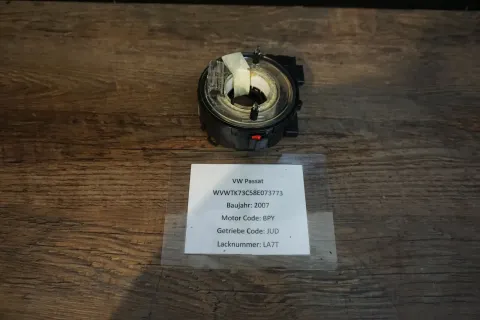 VW Passat
WVWTK73C58E073773
Baujahr: 2007
Motor Code: BPY
Getriebe Code: JUD
Lacknummer: LA7T